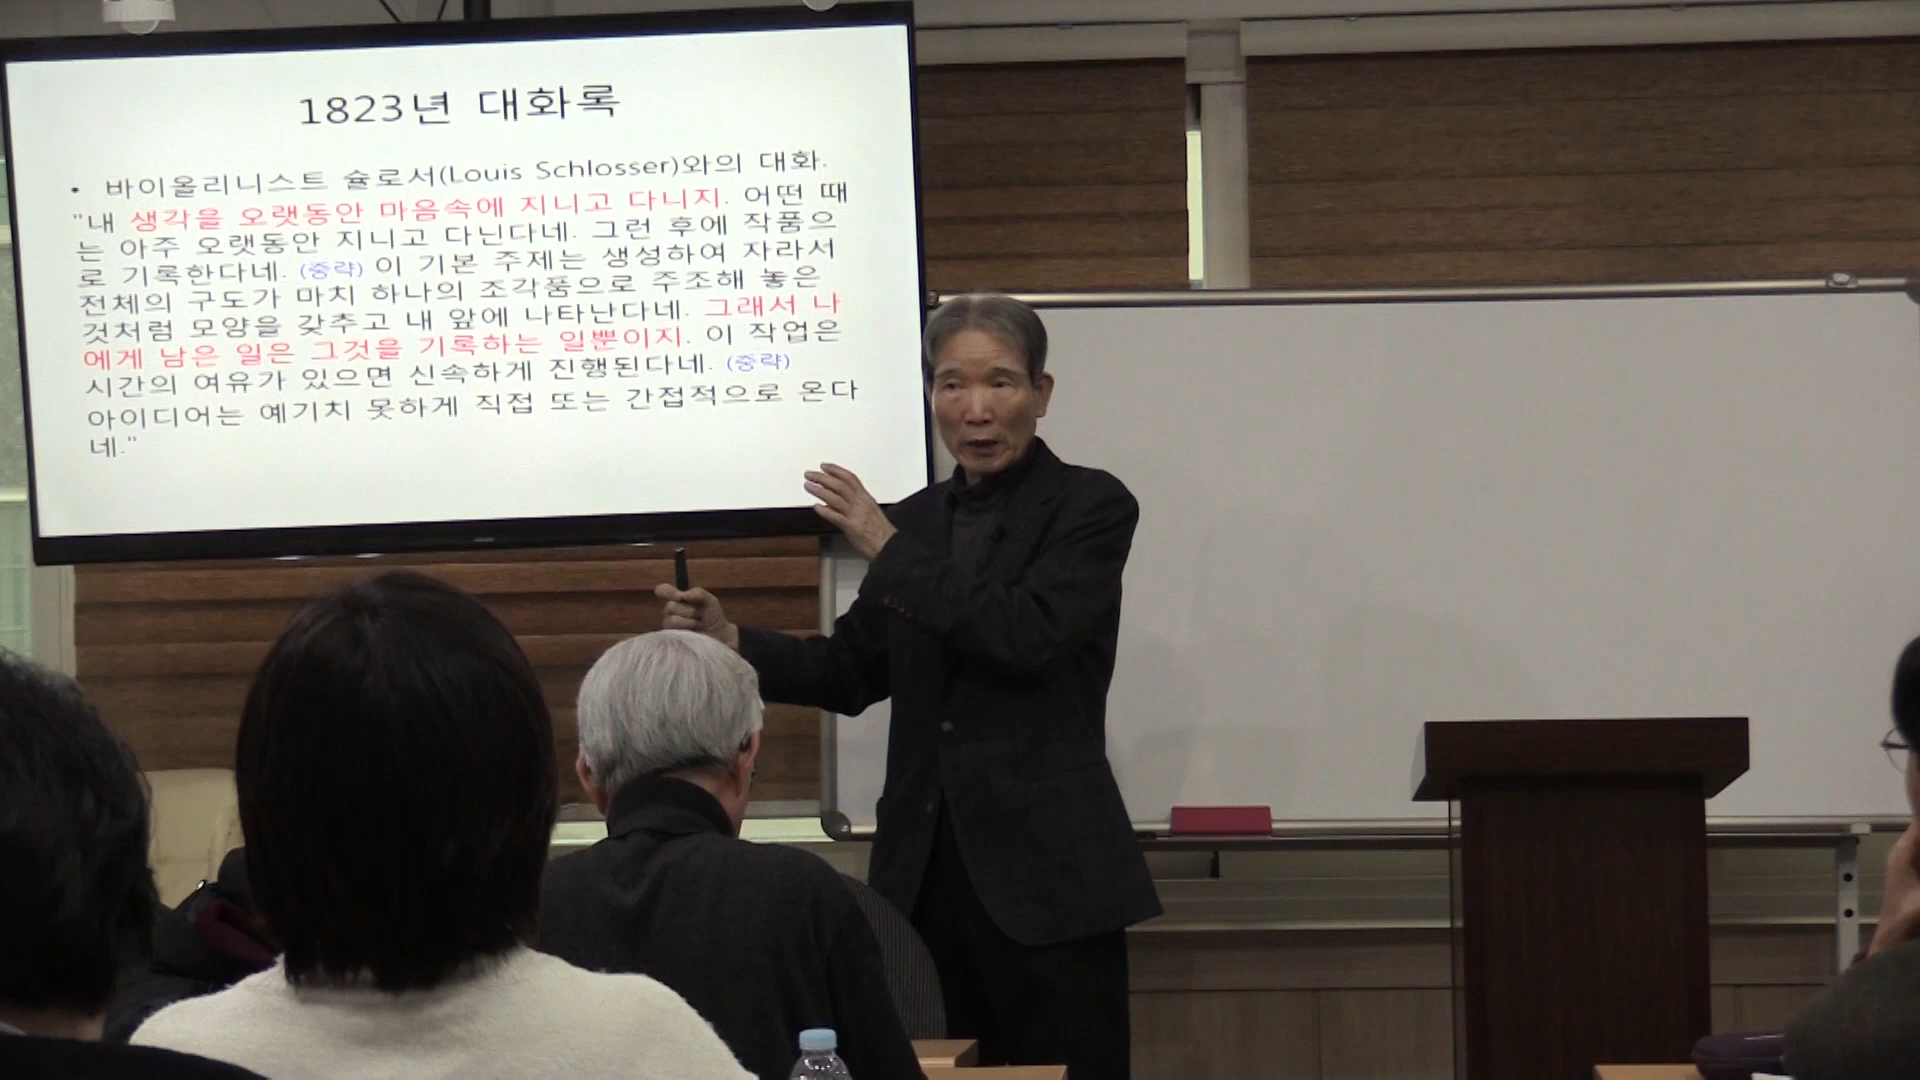 1823년 대화록
• 바이올리니스트 슐로서(Louis Schlosser)와의 대화.
"내 생각을 오랫동안 마음속에 지니고 다니지. 어떤 때
는 아주 오랫동안 지니고 다닌다네. 그런 후에 작품으
로 기록한다네. (중략) 이 기본 주제는 생성하여 자라서
전체의 구도가 마치 하나의 조각품으로 주조해 놓은
것처럼 모양을 갖추고 내 앞에 나타난다네. 그래서 나
에게 남은 일은 그것을 기록하는 일뿐이지. 이 작업은
시간의 여유가 있으면 신속하게 진행된다네. (중략)
아이디어는 예기치 못하게 직접 또는 간접적으로 온다
네."